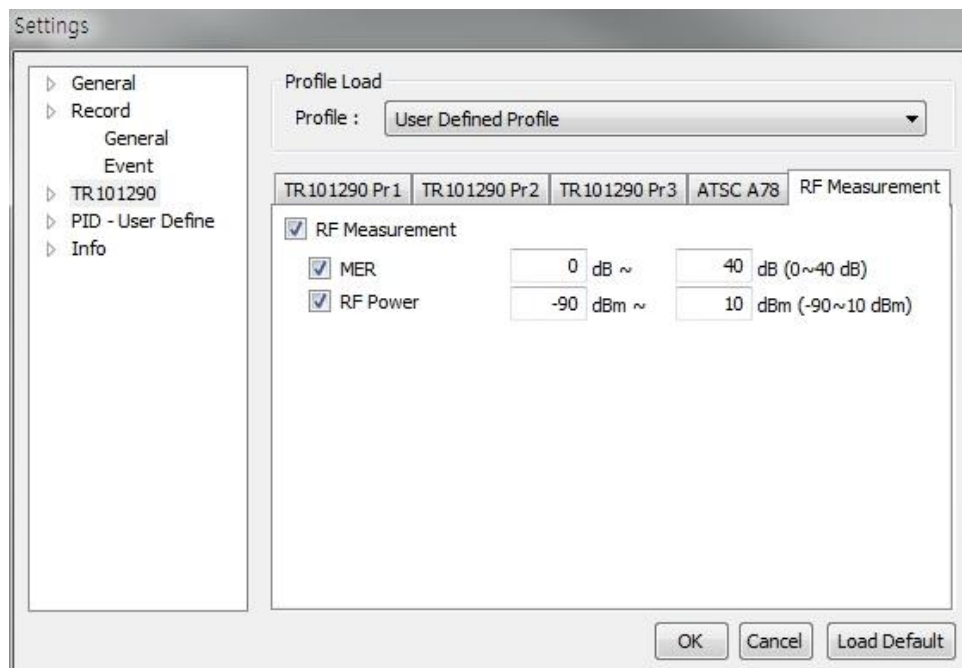 Settings
General
Record
General
Event
TR101290
PID - User Define
Info
Profile Load
Profile : User Defined Profile
TR101290 Pr1 TR101290 Pr2 TR101290 Pr3 ATSC A78 RF Measurement
RF Measurement
MER 0 dB ~ 40 dB (0~40 dB)
RF Power -90 dBm ~ 10 dBm (-90~10 dBm)
OK Cancel Load Default